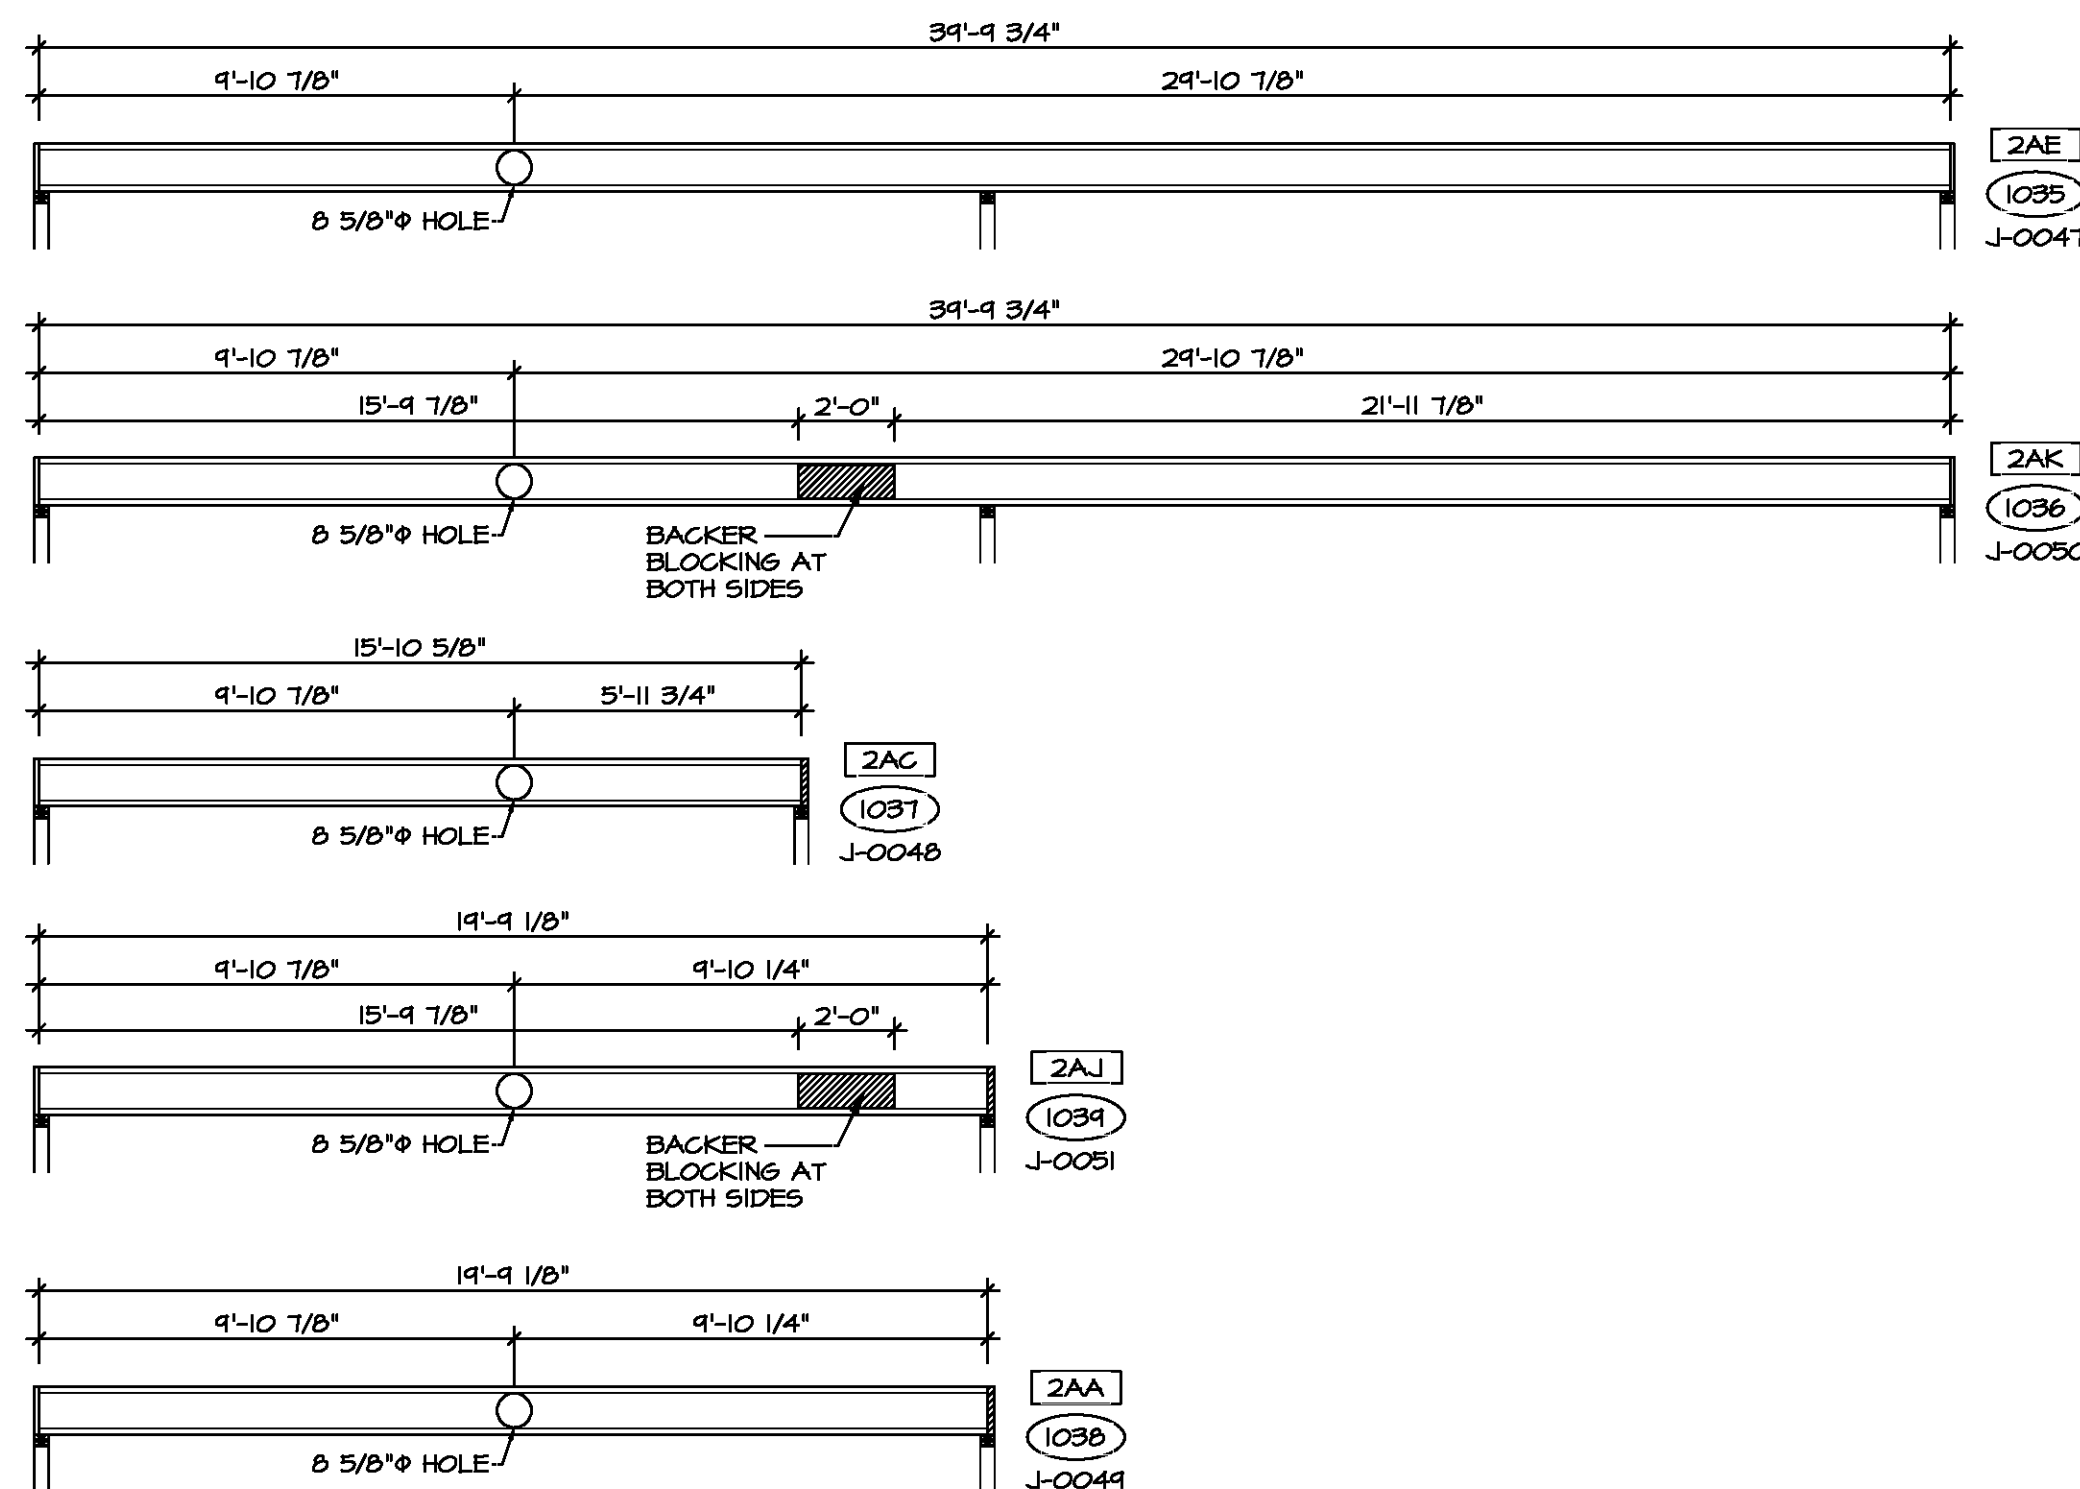 39'-9 3/4"
9'-10 7/8" 29'-10 7/8"
2AE
1035
J-0047
8 5/8"Φ HOLE
39'-9 3/4"
9'-10 7/8" 29'-10 7/8"
15'-9 7/8" 2'-0" 21'-11 7/8"
2AK
1036
J-0050
8 5/8"Φ HOLE
BACKER
BLOCKING AT
BOTH SIDES
15'-10 5/8"
9'-10 7/8" 5'-11 3/4"
2AC
1037
J-0048
8 5/8"Φ HOLE
19'-9 1/8"
9'-10 7/8" 9'-10 1/4"
15'-9 7/8" 2'-0"
2AJ
1039
J-0051
8 5/8"Φ HOLE
BACKER
BLOCKING AT
BOTH SIDES
19'-9 1/8"
9'-10 7/8" 9'-10 1/4"
2AA
1038
J-0049
8 5/8"Φ HOLE